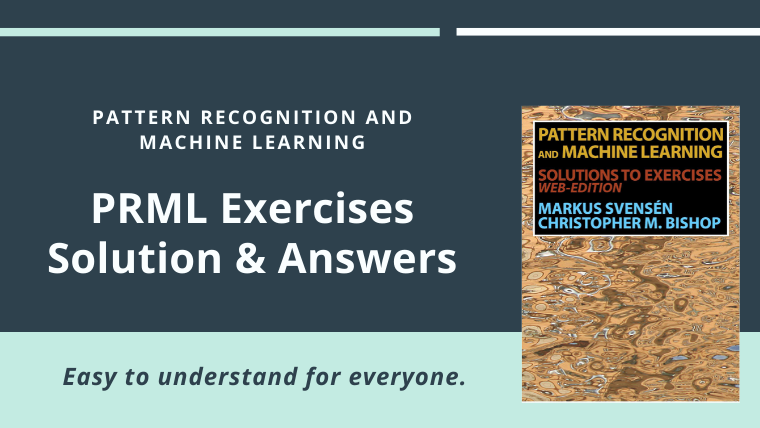 PATTERN RECOGNITION AND
MACHINE LEARNING
PRML Exercises
Solution & Answers
Easy to understand for everyone.
PATTERN RECOGNITION
AND MACHINE LEARNING
SOLUTIONS TO EXERCISES
WEB-EDITION
MARKUS SVENSÉN
CHRISTOPHER M. BISHOP